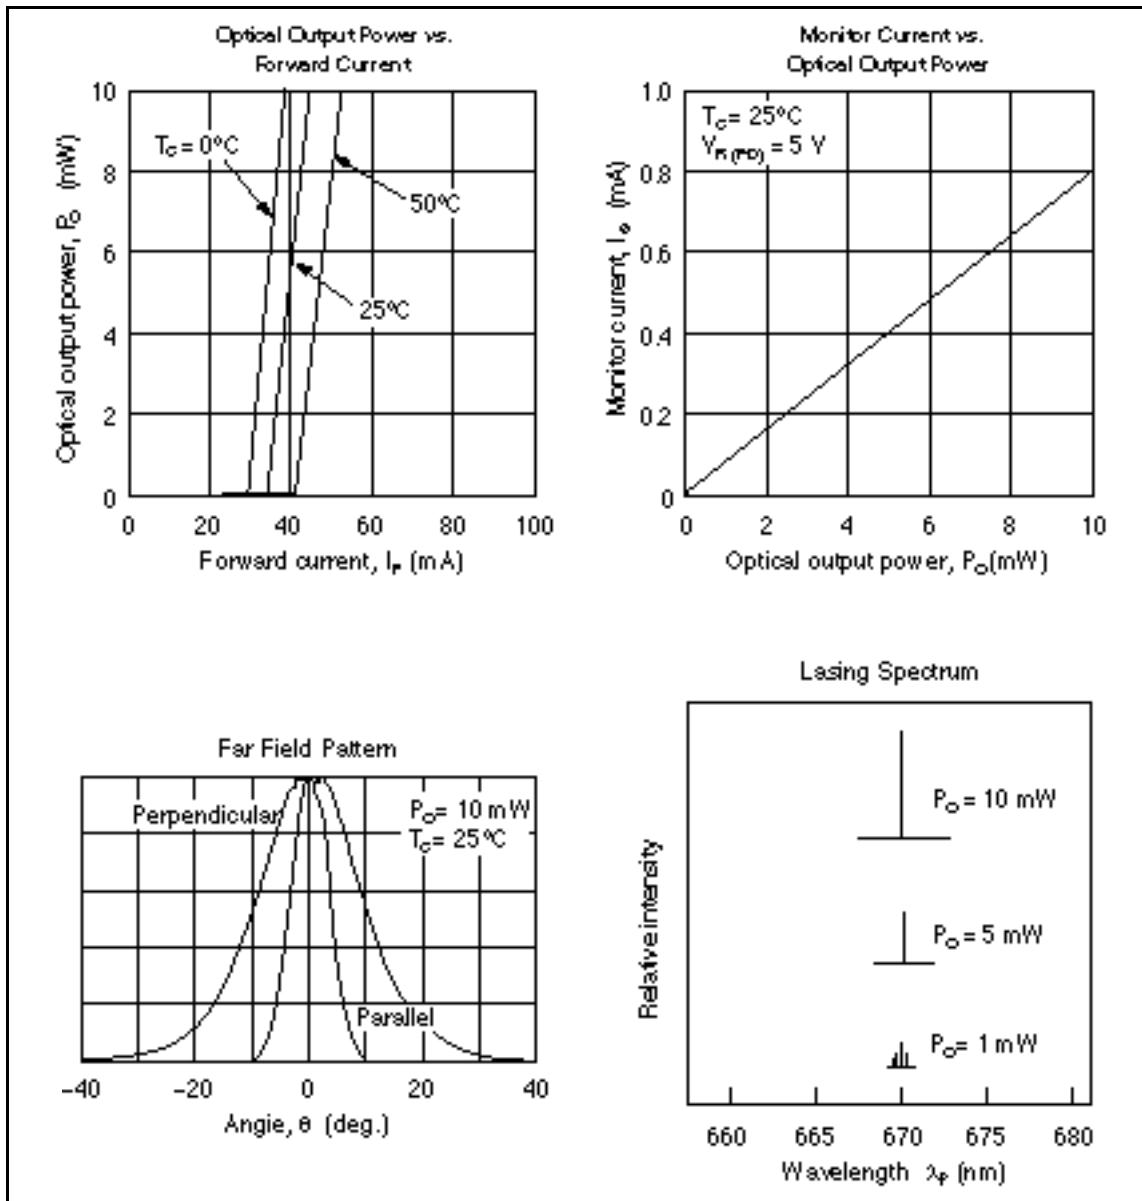 Optical Output Power vs.
Forward Current
10
8
6
4
2
0
0 20 40 60 80 100
Optical output power, PO (mW)
TC = 0°C
50°C
25°C
Forward current, IF (mA)
Monitor Current vs.
Optical Output Power
1.0
0.8
0.6
0.4
0.2
0
0 2 4 6 8 10
Monitor current, IS (mA)
TC = 25°C
VR (PD) = 5 V
Optical output power, PO(mW)
Far Field Pattern
Perpendicular
PO = 10 mW
TC = 25°C
Parallel
–40 –20 0 20 40
Angle, θ (deg.)
Lasing Spectrum
Relative intensity
PO = 10 mW
PO = 5 mW
PO = 1 mW
660 665 670 675 680
Wavelength λP (nm)